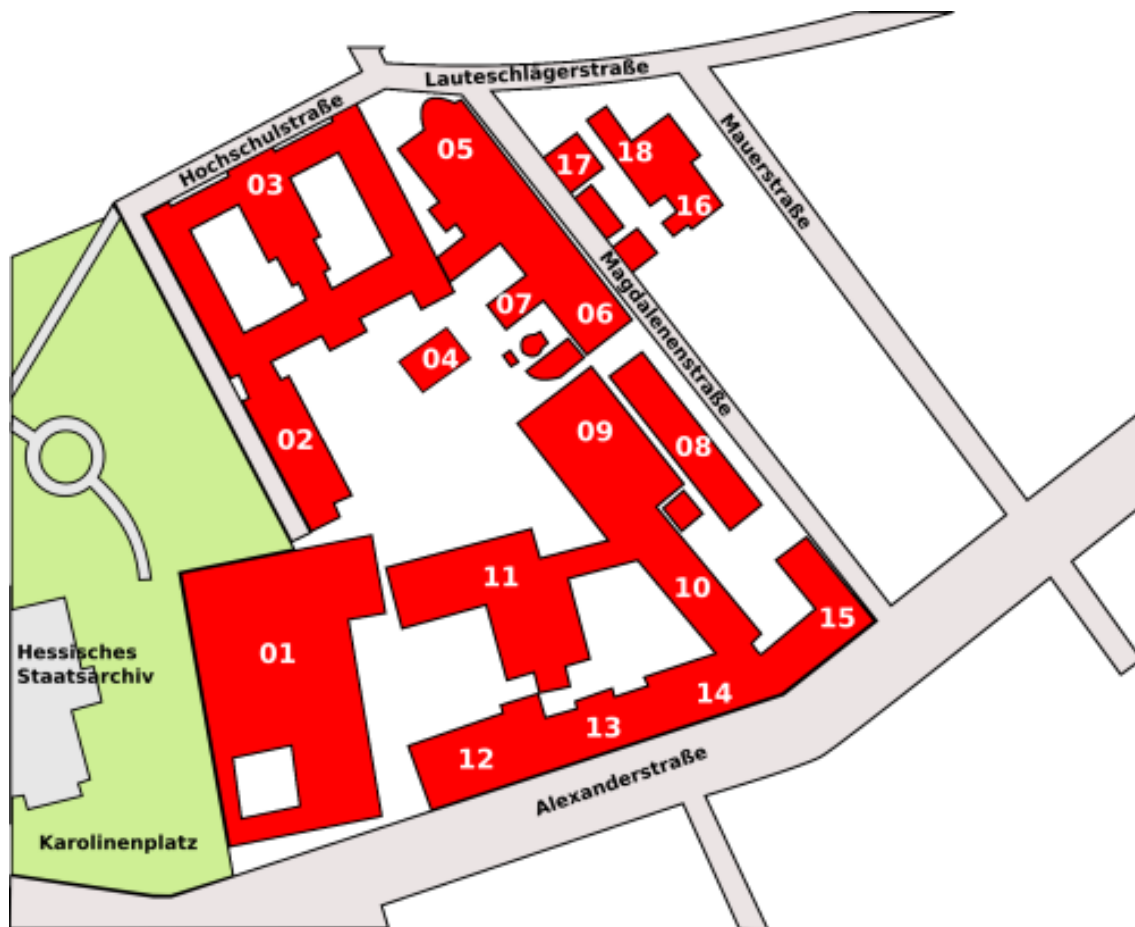 Lauteschlägerstraße
Hochschulstraße
05
03
17
18
16
Mauerstraße
Magdalenenstraße
07
06
04
02
09
08
11
10
15
01
Hessisches
Staatsarchiv
14
13
12
Alexanderstraße
Karolinenplatz